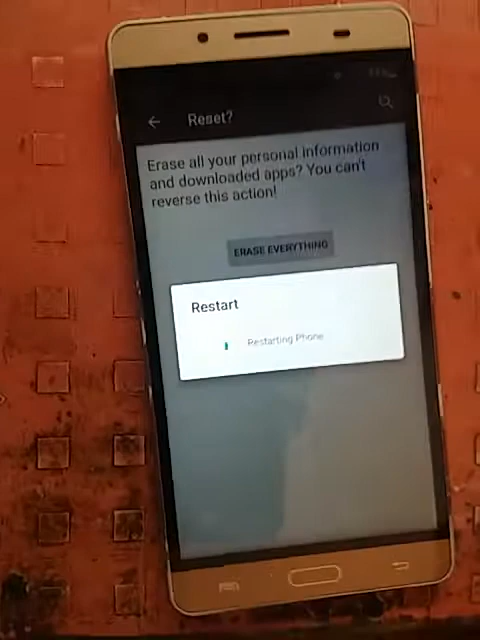 Reset?
Erase all your personal information
and downloaded apps? You can't
reverse this action!
ERASE EVERYTHING
Restart
Restarting Phone